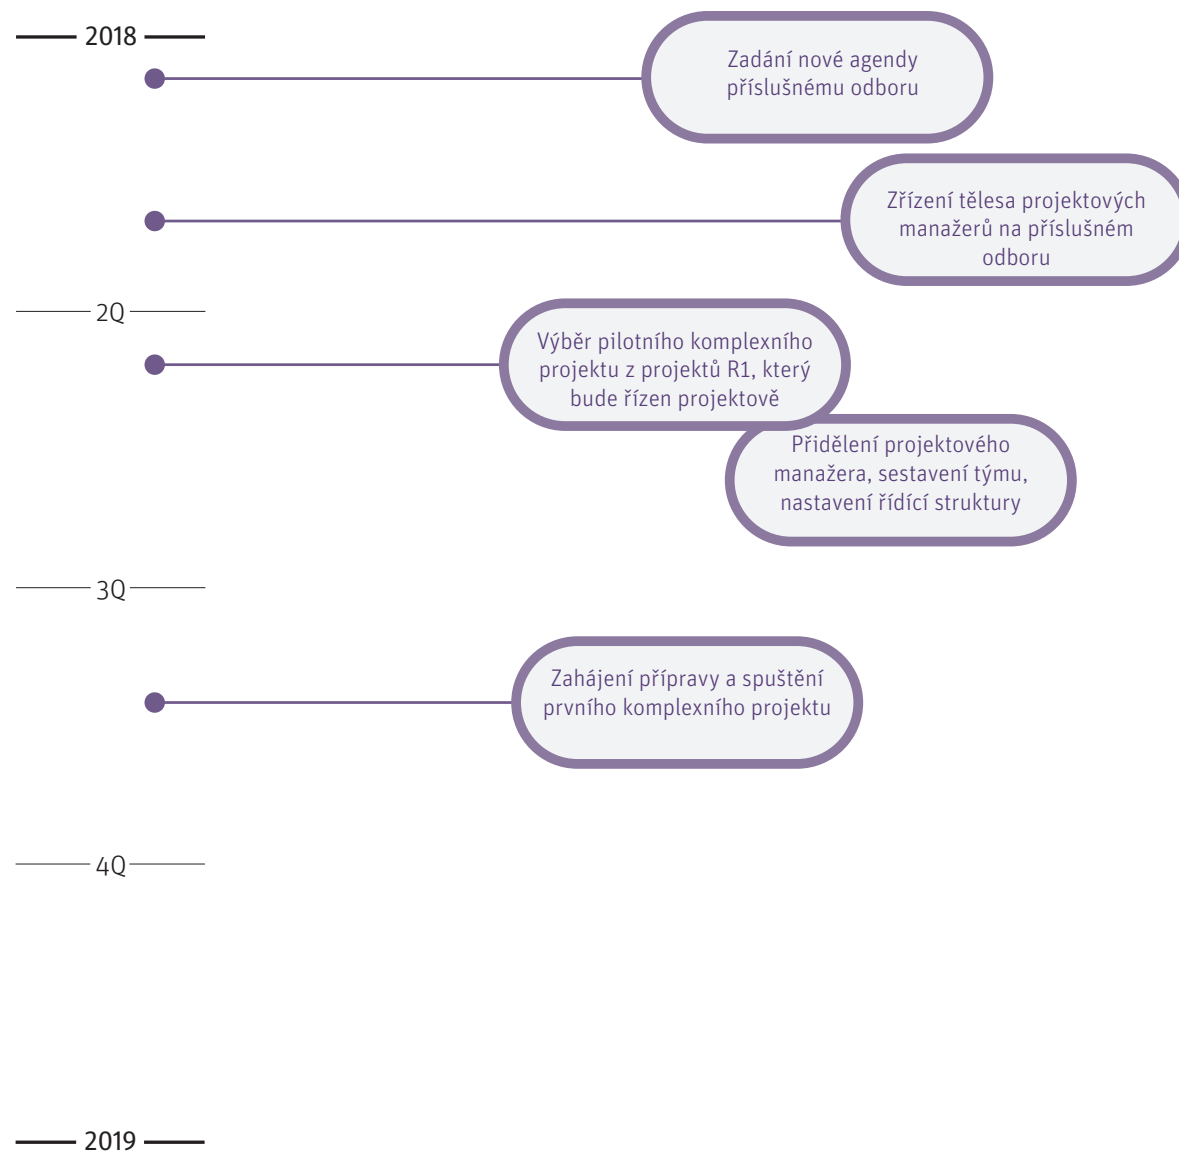 2018
Zadání nové agendy
příslušnému odboru
Zřízení tělesa projektových
manažerů na příslušném
odboru
2Q
Výběr pilotního komplexního
projektu z projektů R1, který
bude řízen projektově
Přidělení projektového
manažera, sestavení týmu,
nastavení řídící struktury
3Q
Zahájení přípravy a spuštění
prvního komplexního projektu
4Q
2019